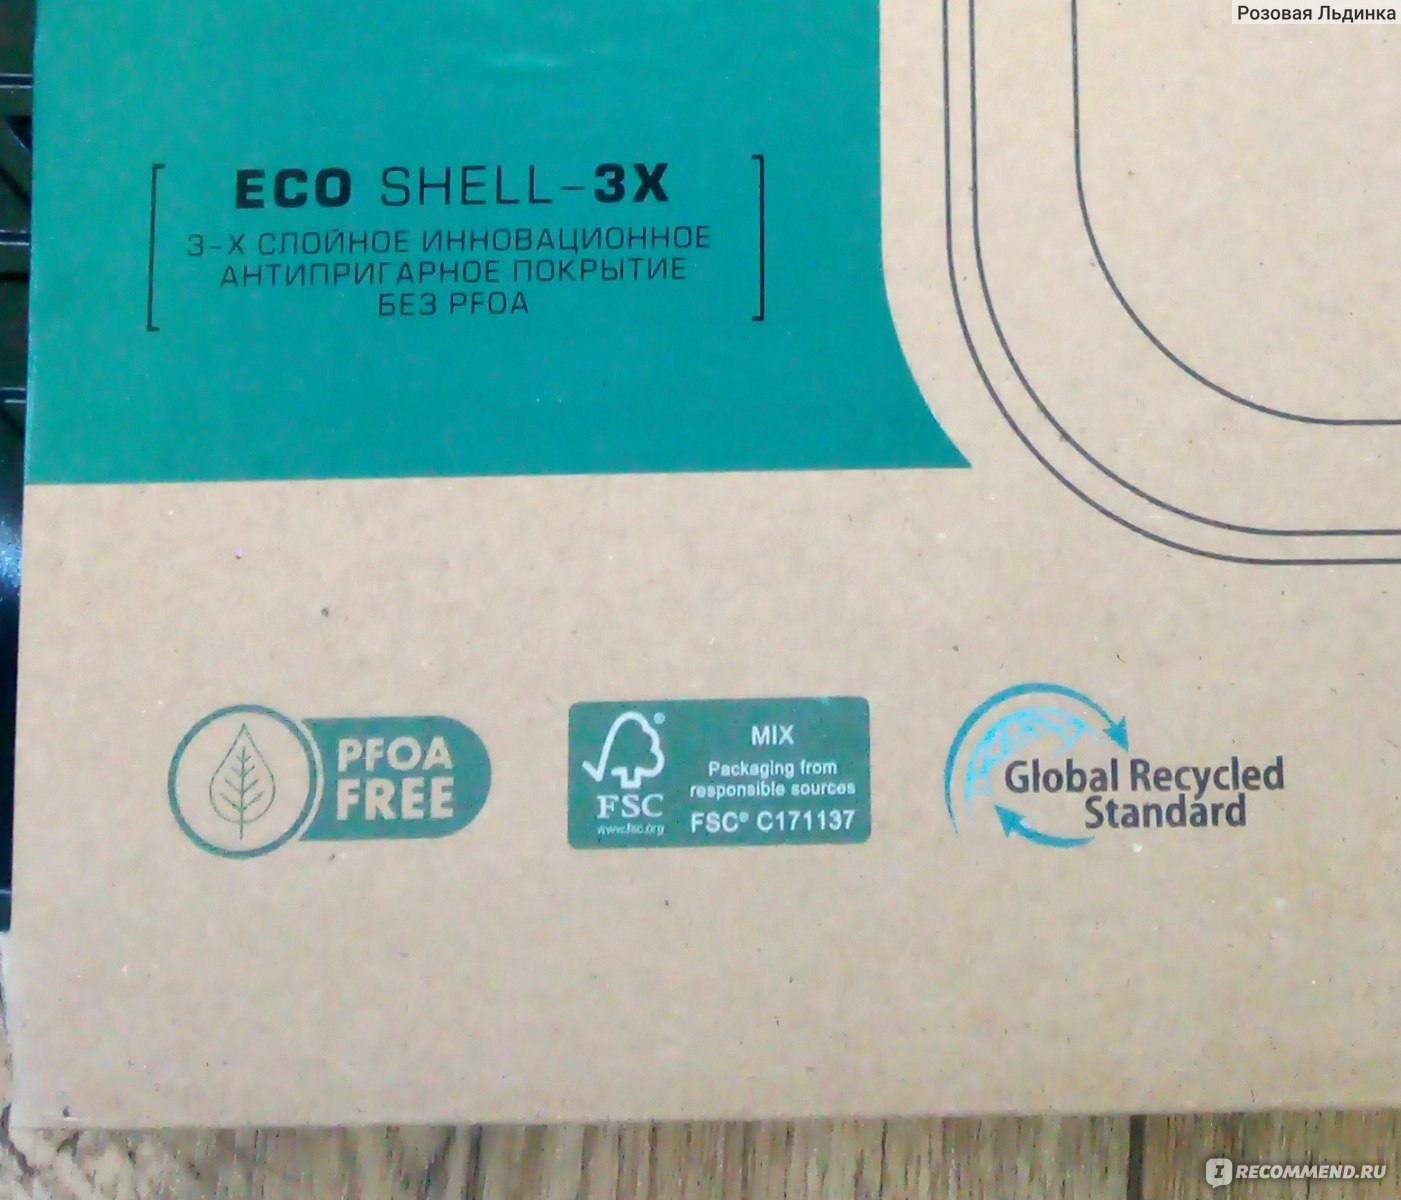 Розовая Льдинка
ECO SHELL-3X
3-Х СЛОЙНОЕ ИННОВАЦИОННОЕ
АНТИПРИГАРНОЕ ПОКРЫТИЕ
БЕЗ PFOA
PFOA
FREE
FSC®
www.fsc.org
MIX
Packaging from
responsible sources
FSC® C171137
Global Recycled
Standard
IRECOMMEND.RU